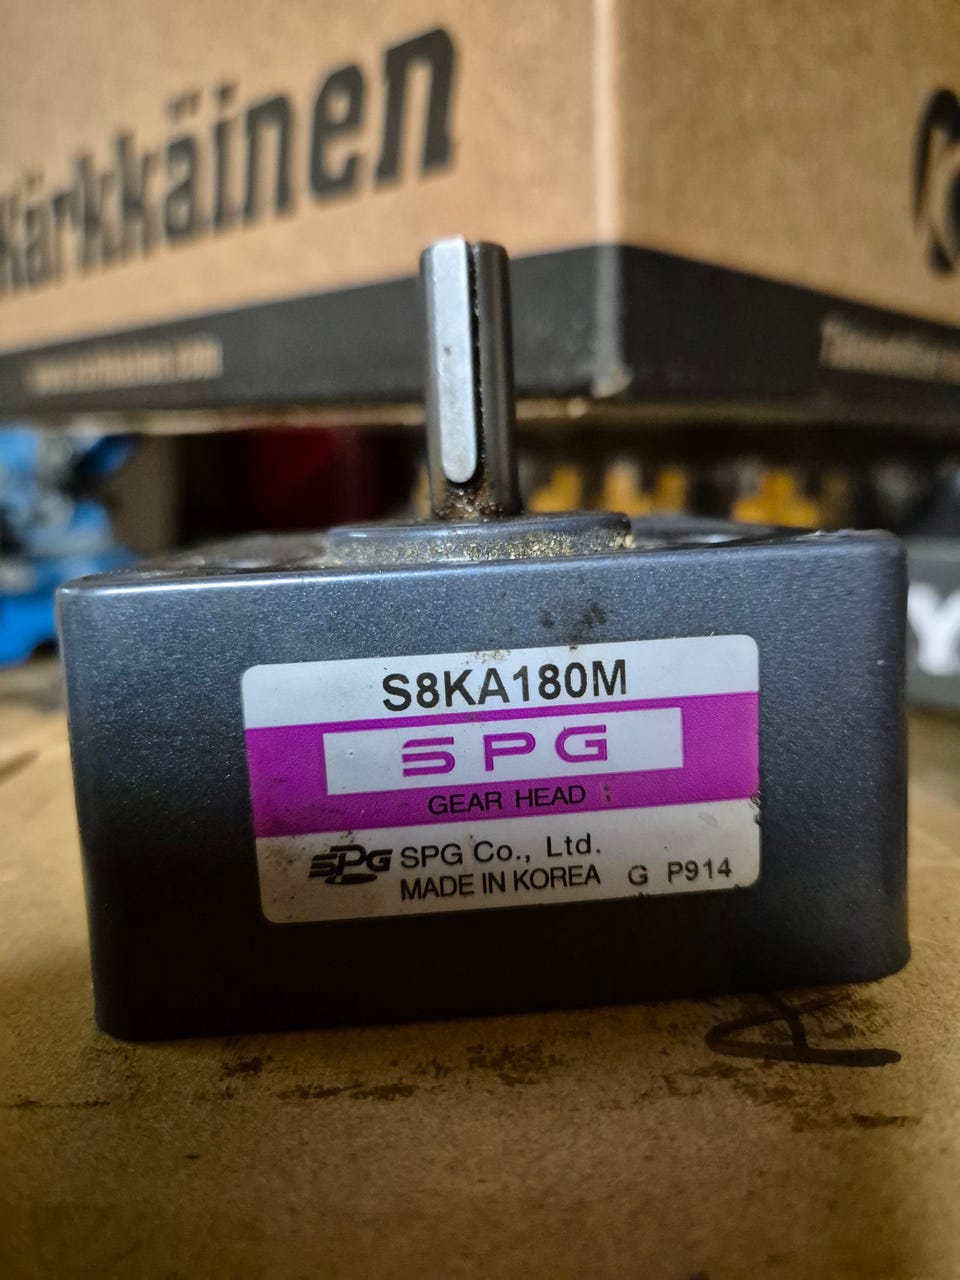 Kärkkäinen
S8KA180M
SPG
GEAR HEAD
SPG SPG Co., Ltd.
MADE IN KOREA G P914
A